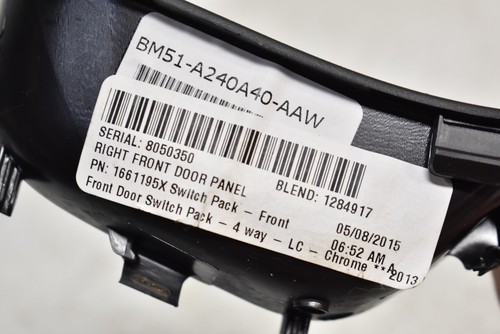 BM51-A240A40-AAW
SERIAL: 8050350 BLEND: 1284917
RIGHT FRONT DOOR PANEL
PN: 1661195X Switch Pack - Front 05/08/2015
Front Door Switch Pack - 4 way - LC - Chrome ** 2013 06:52 AM
A